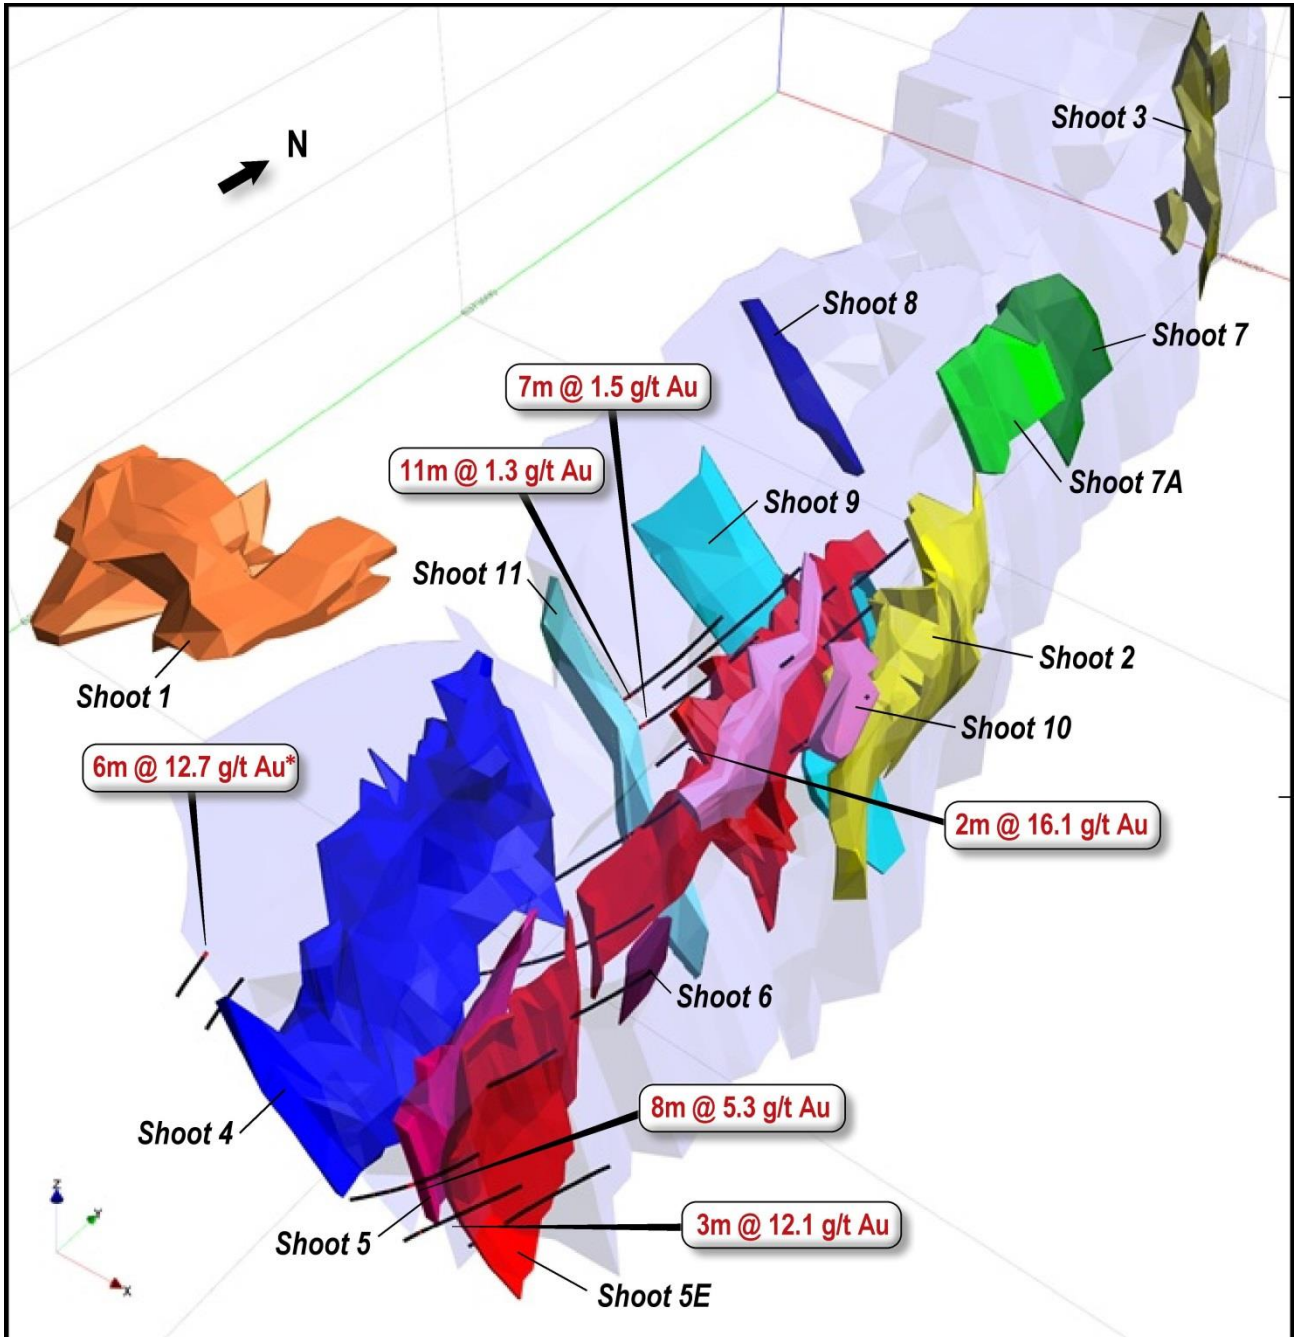 Shoot 3
N
Shoot 8
Shoot 7
7m @ 1.5 g/t Au
11m @ 1.3 g/t Au
Shoot 7A
Shoot 9
Shoot 11
Shoot 2
Shoot 1
Shoot 10
6m @ 12.7 g/t Au*
2m @ 16.1 g/t Au
Shoot 6
8m @ 5.3 g/t Au
Shoot 4
Z
Y
3m @ 12.1 g/t Au
Shoot 5
X
Shoot 5E